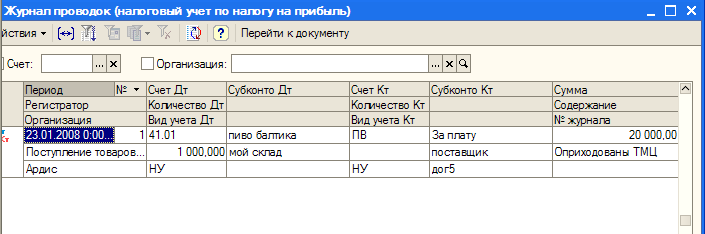 Журнал проводок (налоговый учет по налогу на прибыль)
йствия Перейти к документу
Счет: ... Организация: ...
Период № Счет Дт Субконто Дт Счет Кт Субконто Кт Сумма
Регистратор Количество Дт Количество Кт Содержание
Организация Вид учета Дт Вид учета Кт № журнала
23.01.2008 0:00... 1 41.01 пиво балтика ПВ За плату 20 000,00
Поступление товаров... 1 000,000 мой склад поставщик Оприходованы ТМЦ
Ардис НУ НУ дог5